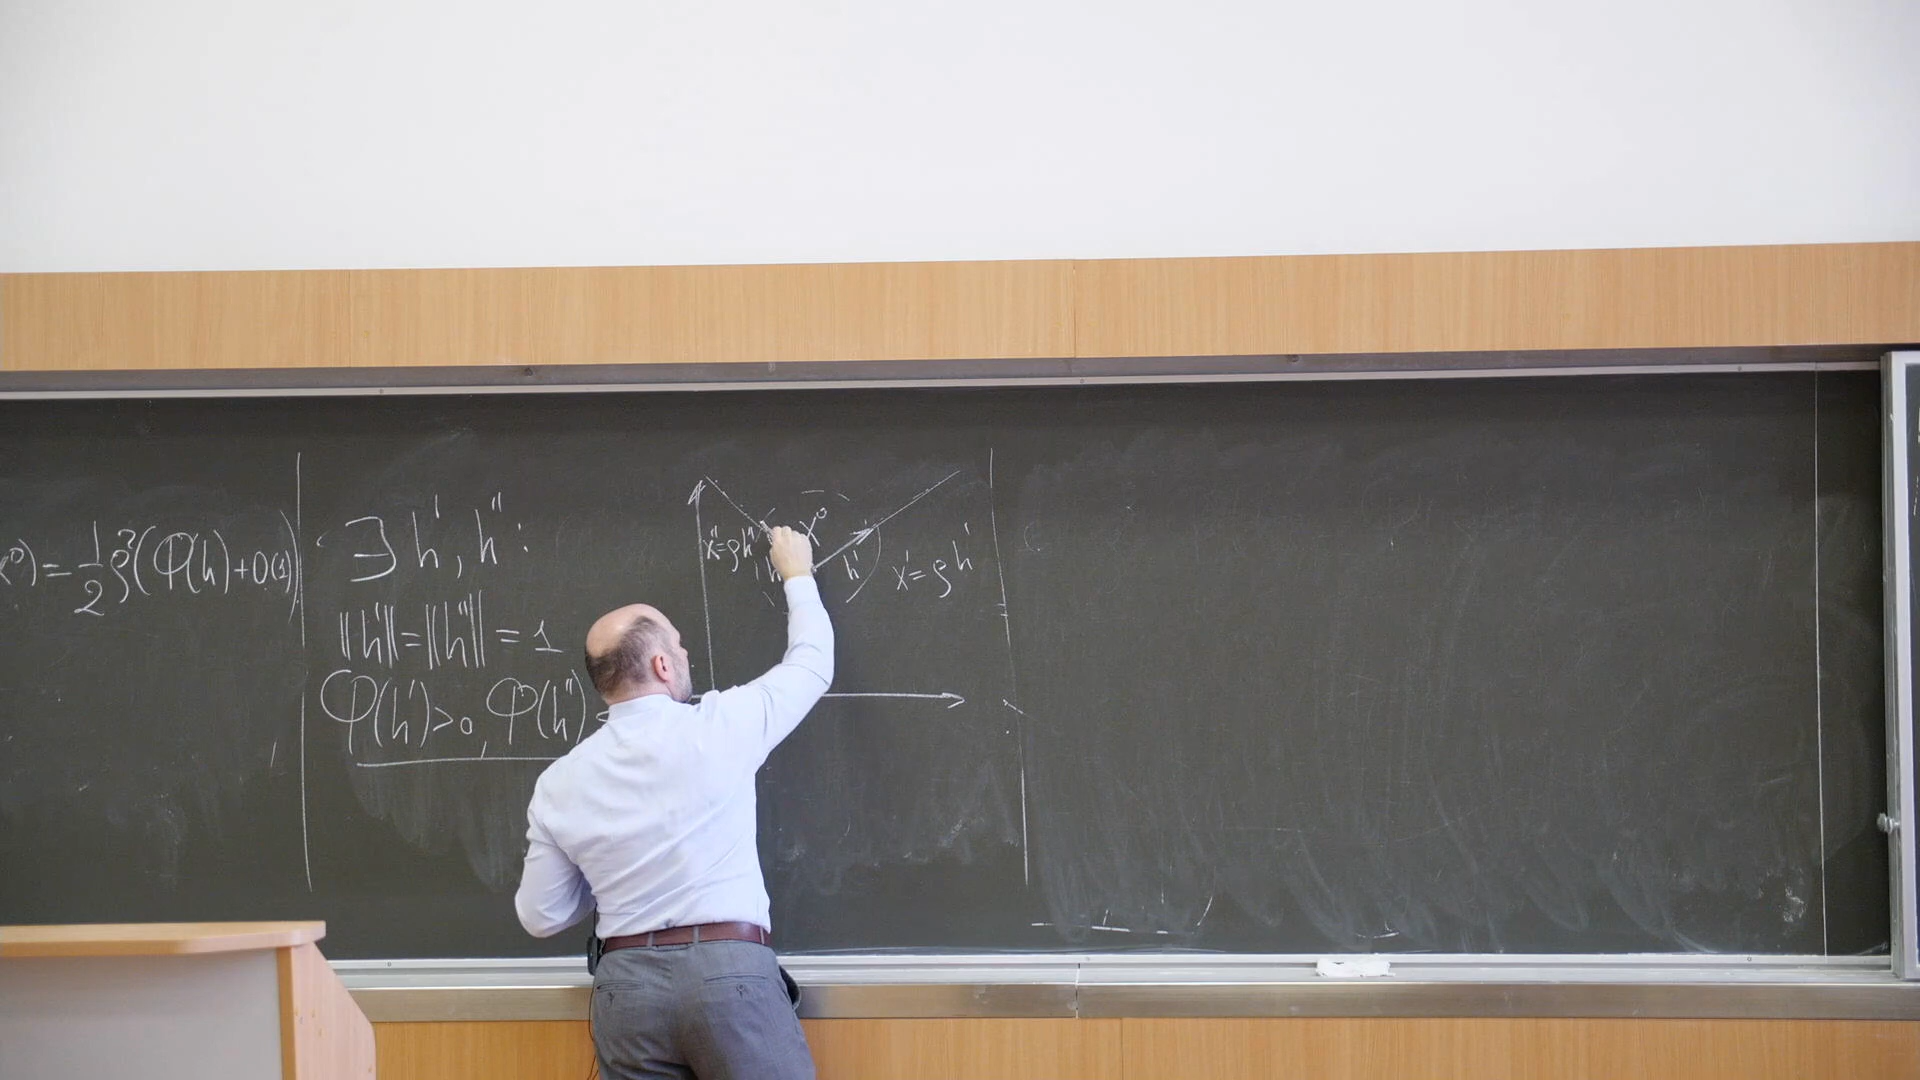 x⁰) = 1/2 ρ²(Φ(h) + o(1))
∃ h', h'' :
||h'|| = ||h''|| = 1
Φ(h') > 0, Φ(h'') <
x'' = ρh''
x⁰
h
h'
x' = ρh'